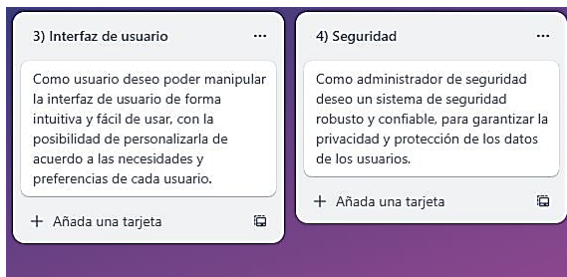 3) Interfaz de usuario
Como usuario deseo poder manipular
la interfaz de usuario de forma
intuitiva y fácil de usar, con la
posibilidad de personalizarla de
acuerdo a las necesidades y
preferencias de cada usuario.
+ Añada una tarjeta
4) Seguridad
Como administrador de seguridad
deseo un sistema de seguridad
robusto y confiable, para garantizar la
privacidad y protección de los datos
de los usuarios.
+ Añada una tarjeta